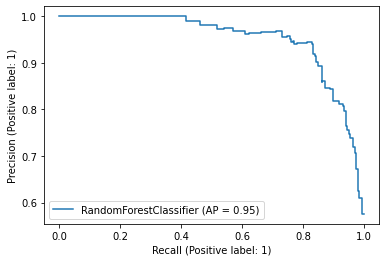 1.0
0.9
0.8
0.7
0.6
Precision (Positive label: 1)
RandomForestClassifier (AP = 0.95)
0.0 0.2 0.4 0.6 0.8 1.0
Recall (Positive label: 1)